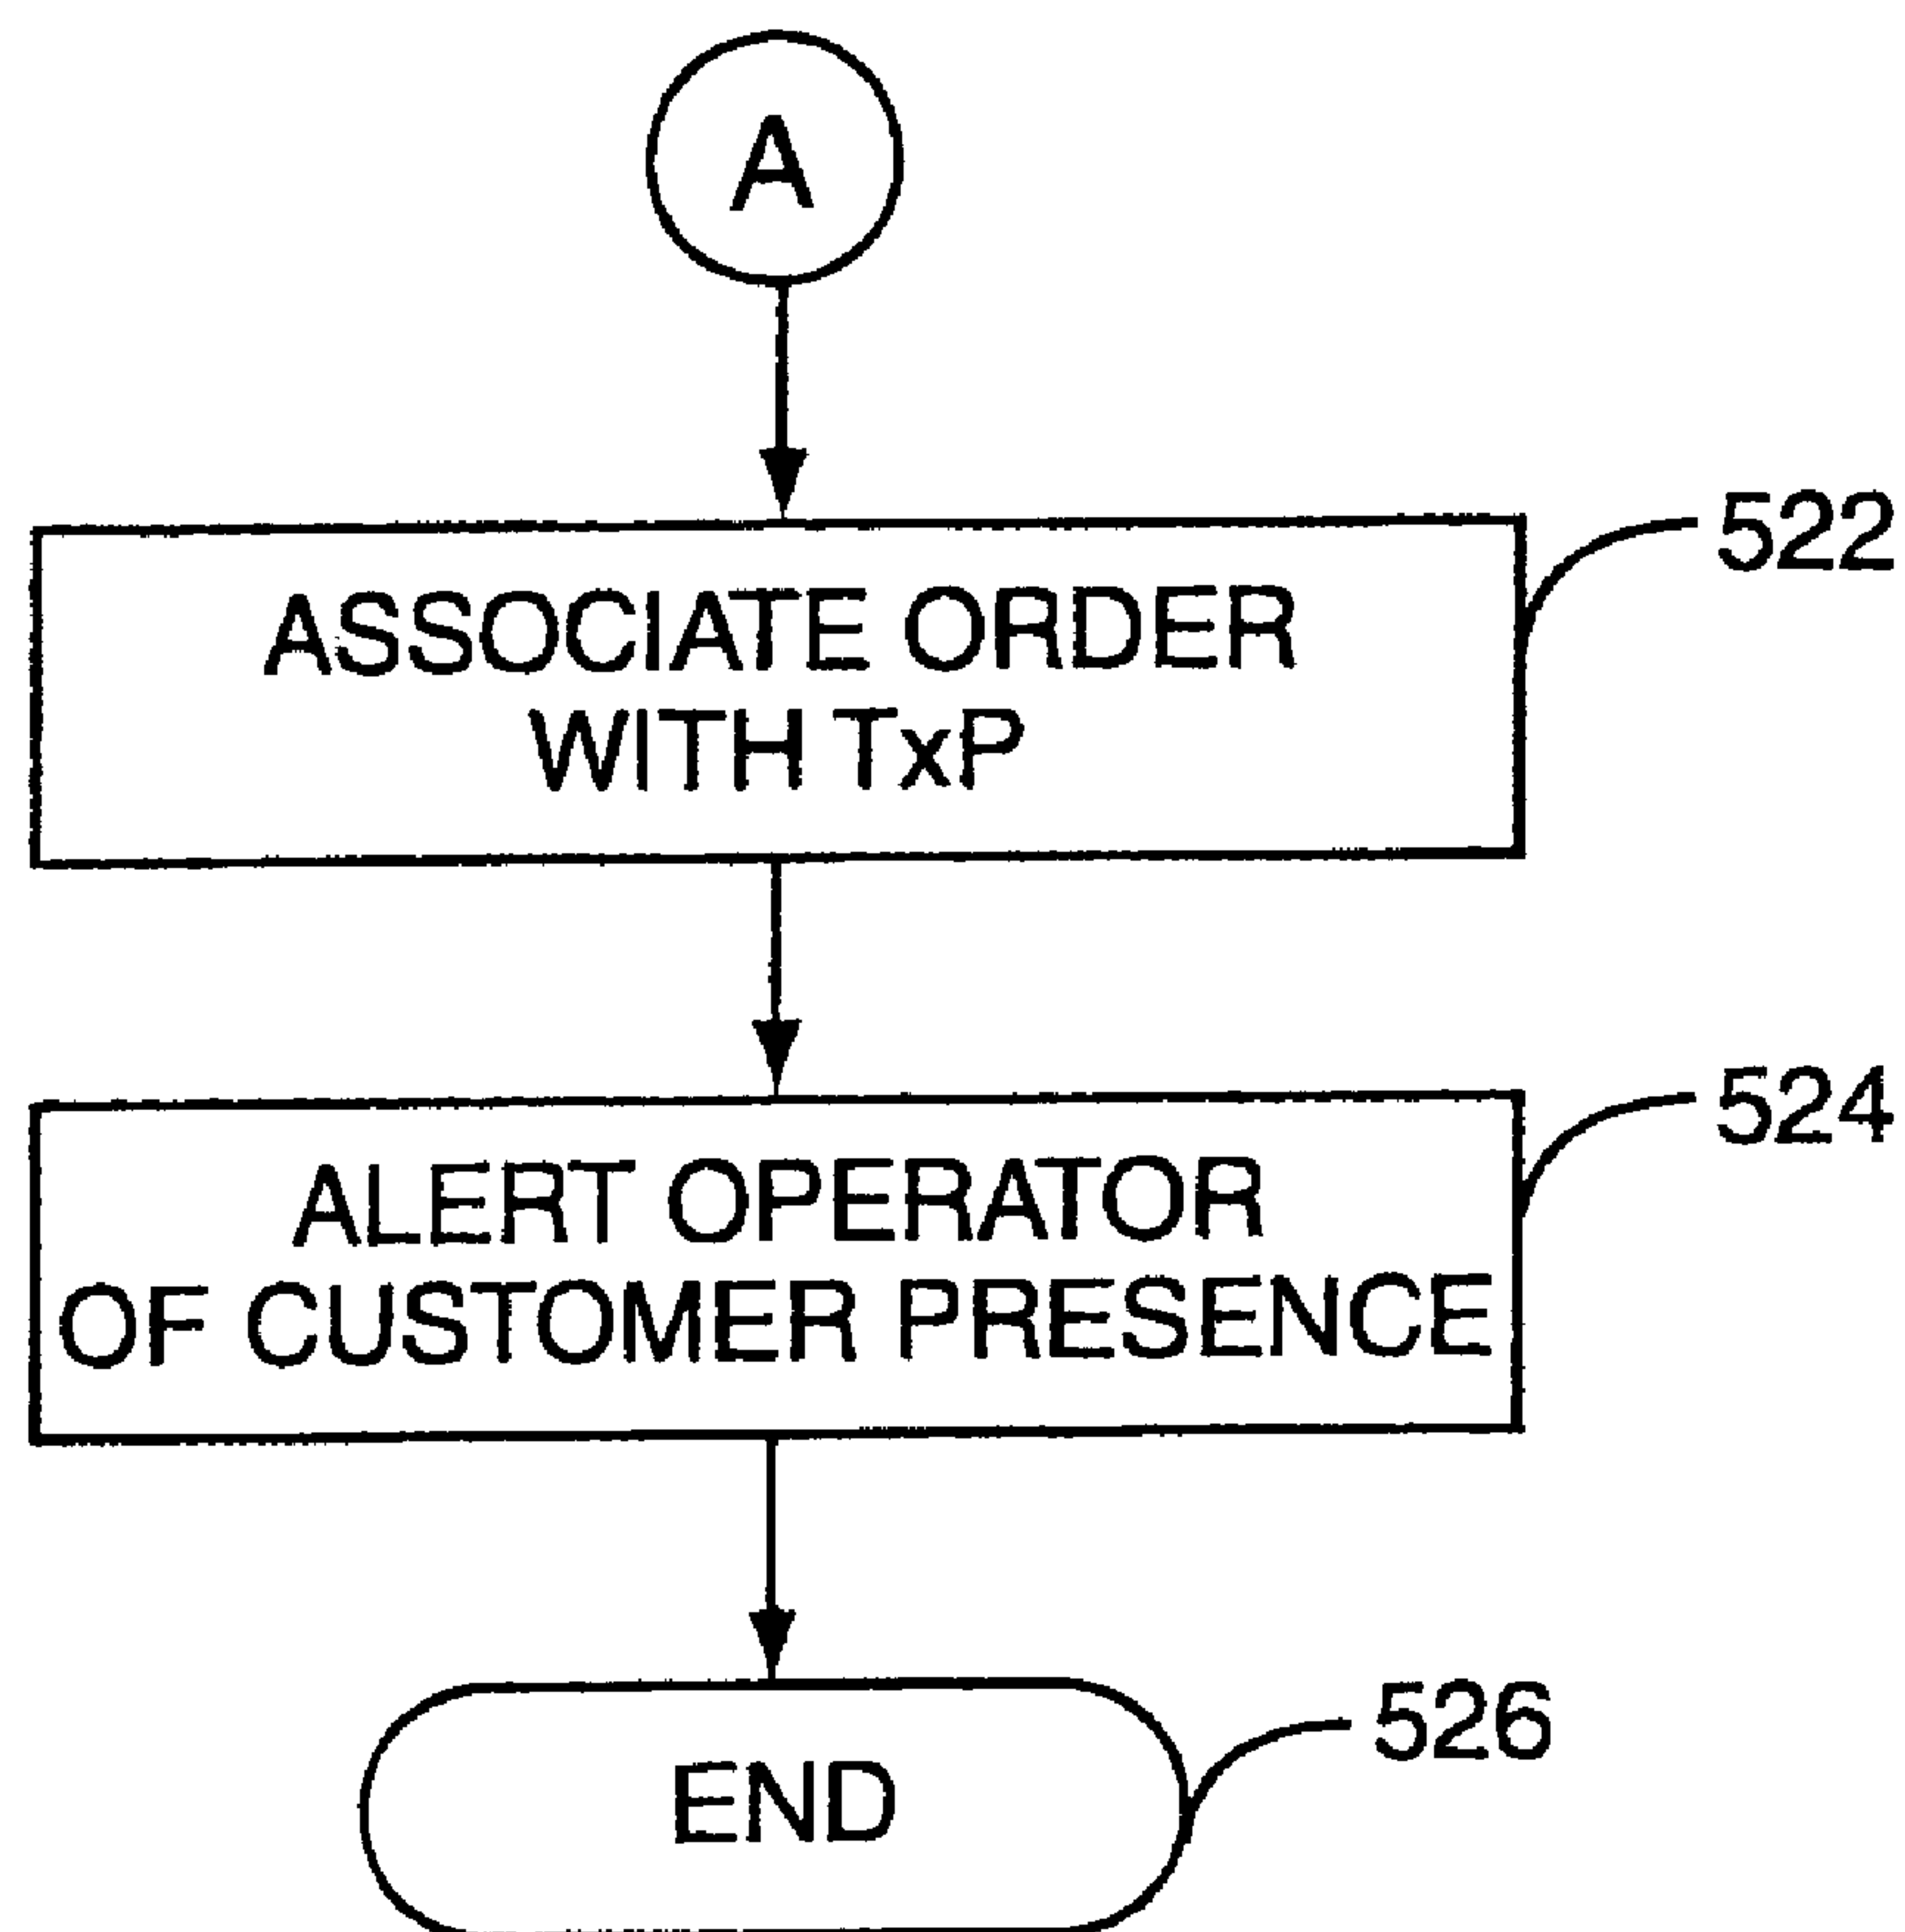 A
522
ASSOCIATE ORDER
WITH TxP
524
ALERT OPERATOR
OF CUSTOMER PRESENCE
526
END